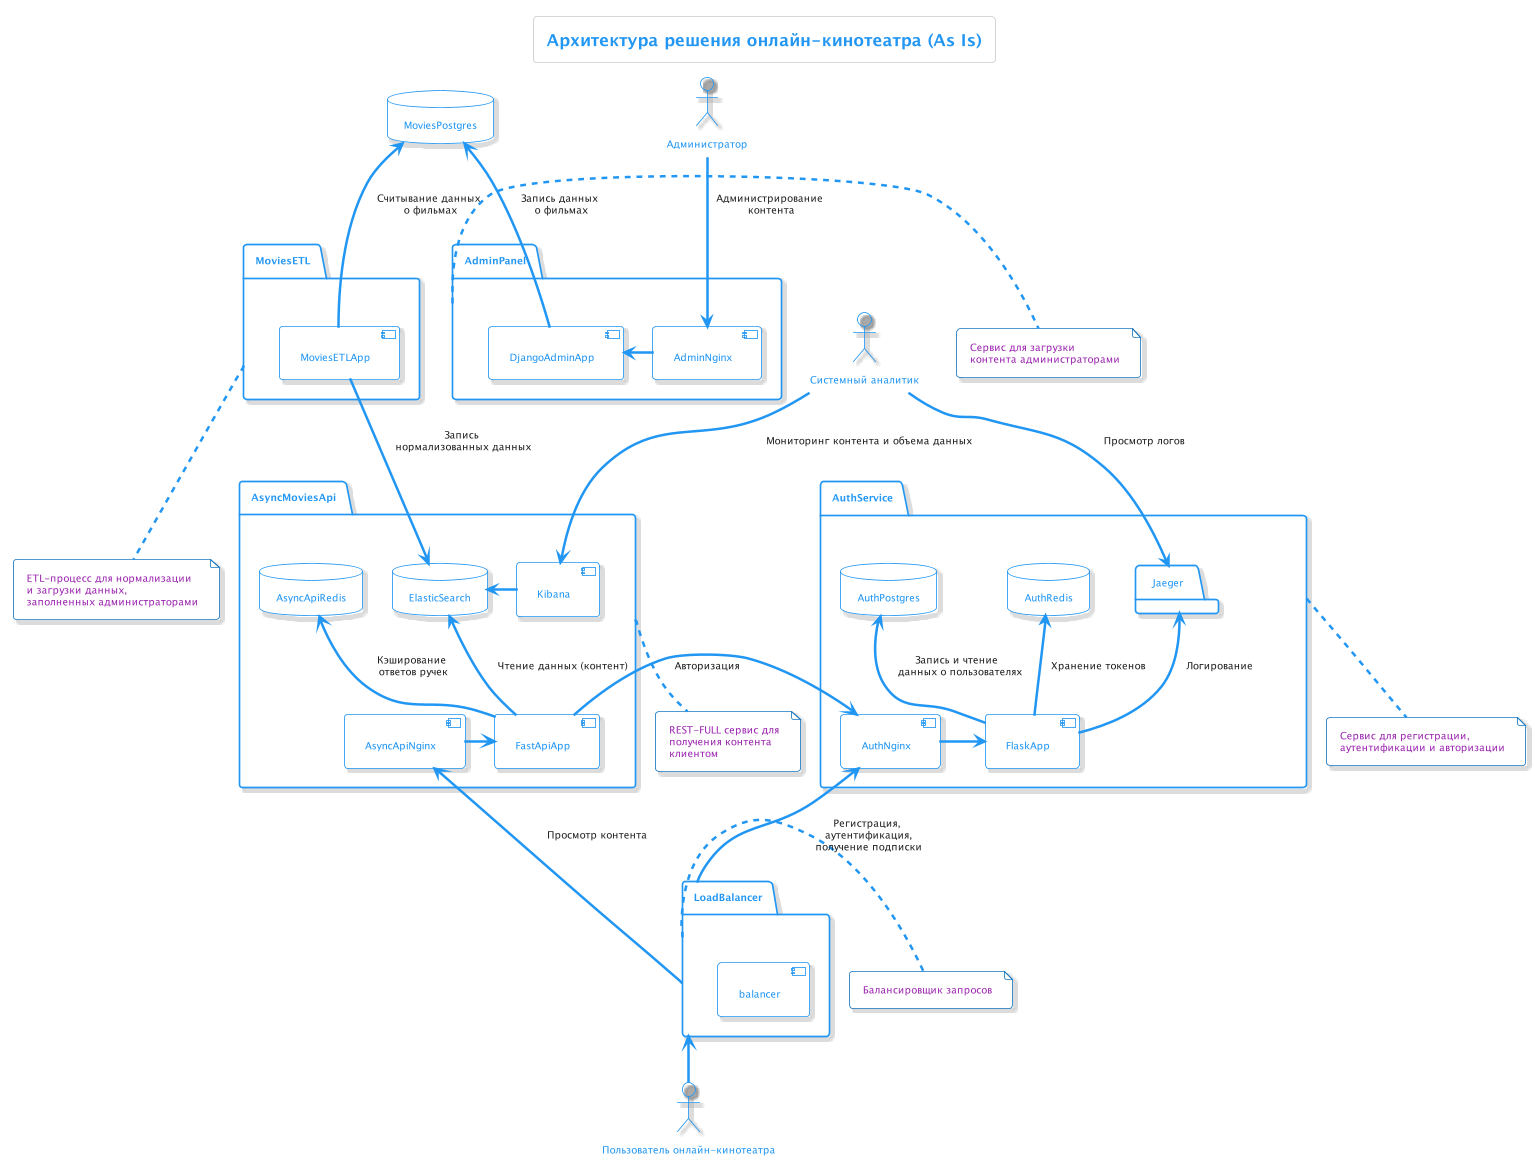 Архитектура решения онлайн-кинотеатра (As Is)
MoviesPostgres
Администратор
Считывание данных
о фильмах
Запись данных
о фильмах
Администрирование
контента
MoviesETL
AdminPanel
MoviesETLApp
DjangoAdminApp
AdminNginx
Системный аналитик
Сервис для загрузки
контента администраторами
Запись
нормализованных данных
Мониторинг контента и объема данных
Просмотр логов
AsyncMoviesApi
AuthService
ETL-процесс для нормализации
и загрузки данных,
заполненных администраторами
AsyncApiRedis
ElasticSearch
Kibana
AuthPostgres
AuthRedis
Jaeger
Кэширование
ответов ручек
Чтение данных (контент)
Авторизация
Запись и чтение
данных о пользователях
Хранение токенов
Логирование
AsyncApiNginx
FastApiApp
REST-FULL сервис для
получения контента
клиентом
AuthNginx
FlaskApp
Сервис для регистрации,
аутентификации и авторизации
Просмотр контента
Регистрация,
аутентификация,
получение подписки
LoadBalancer
balancer
Балансировщик запросов
Пользователь онлайн-кинотеатра